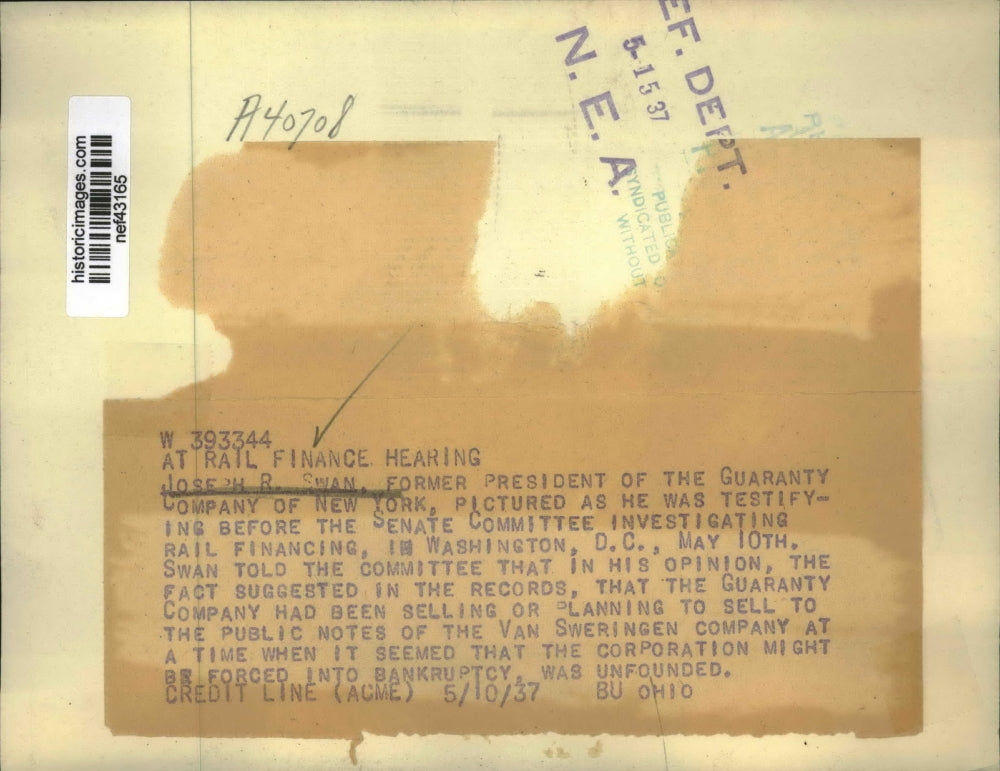 A40708
EF. DEPT.
5-15 37
N. E. A.
SYNDICATED O
WITHOUT
historicimages.com
nef43165
W 393344
AT RAIL FINANCE HEARING
JOSEPH R. SWAN, FORMER PRESIDENT OF THE GUARANTY
COMPANY OF NEW YORK, PICTURED AS HE WAS TESTIFY-
ING BEFORE THE SENATE COMMITTEE INVESTIGATING
RAIL FINANCING, IN WASHINGTON, D.C., MAY 10TH.
SWAN TOLD THE COMMITTEE THAT IN HIS OPINION, THE
FACT SUGGESTED IN THE RECORDS, THAT THE GUARANTY
COMPANY HAD BEEN SELLING OR PLANNING TO SELL TO
THE PUBLIC NOTES OF THE VAN SWERINGEN COMPANY AT
A TIME WHEN IT SEEMED THAT THE CORPORATION MIGHT
BE FORCED INTO BANKRUPTCY, WAS UNFOUNDED.
CREDIT LINE (ACME) 5/10/37 BU OHIO